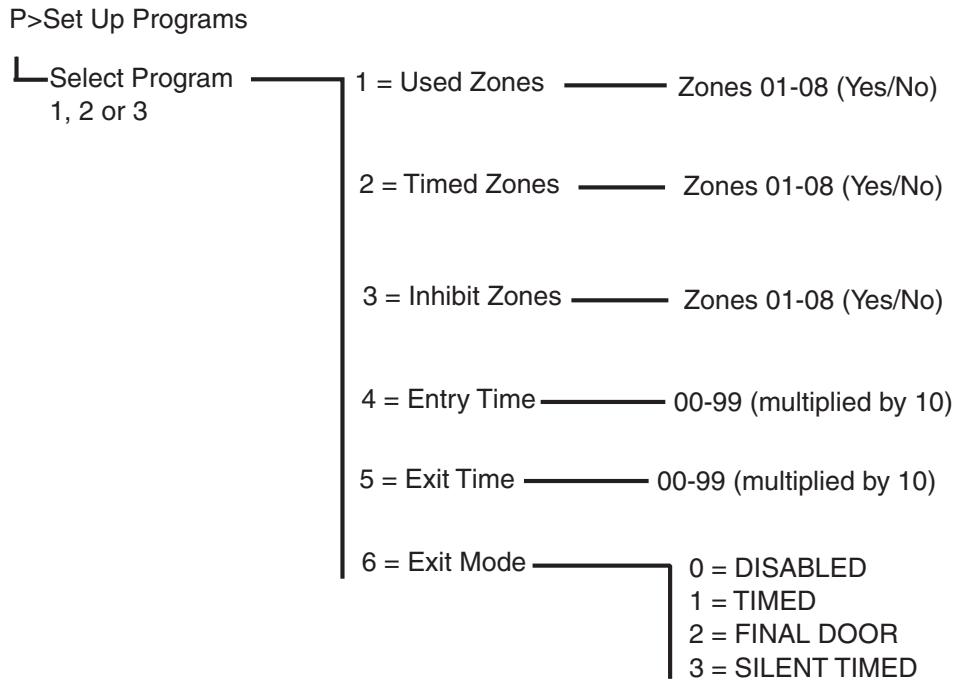 P>Set Up Programs
Select Program
1, 2 or 3
1 = Used Zones
Zones 01-08 (Yes/No)
2 = Timed Zones
Zones 01-08 (Yes/No)
3 = Inhibit Zones
Zones 01-08 (Yes/No)
4 = Entry Time
00-99 (multiplied by 10)
5 = Exit Time
00-99 (multiplied by 10)
6 = Exit Mode
0 = DISABLED
1 = TIMED
2 = FINAL DOOR
3 = SILENT TIMED